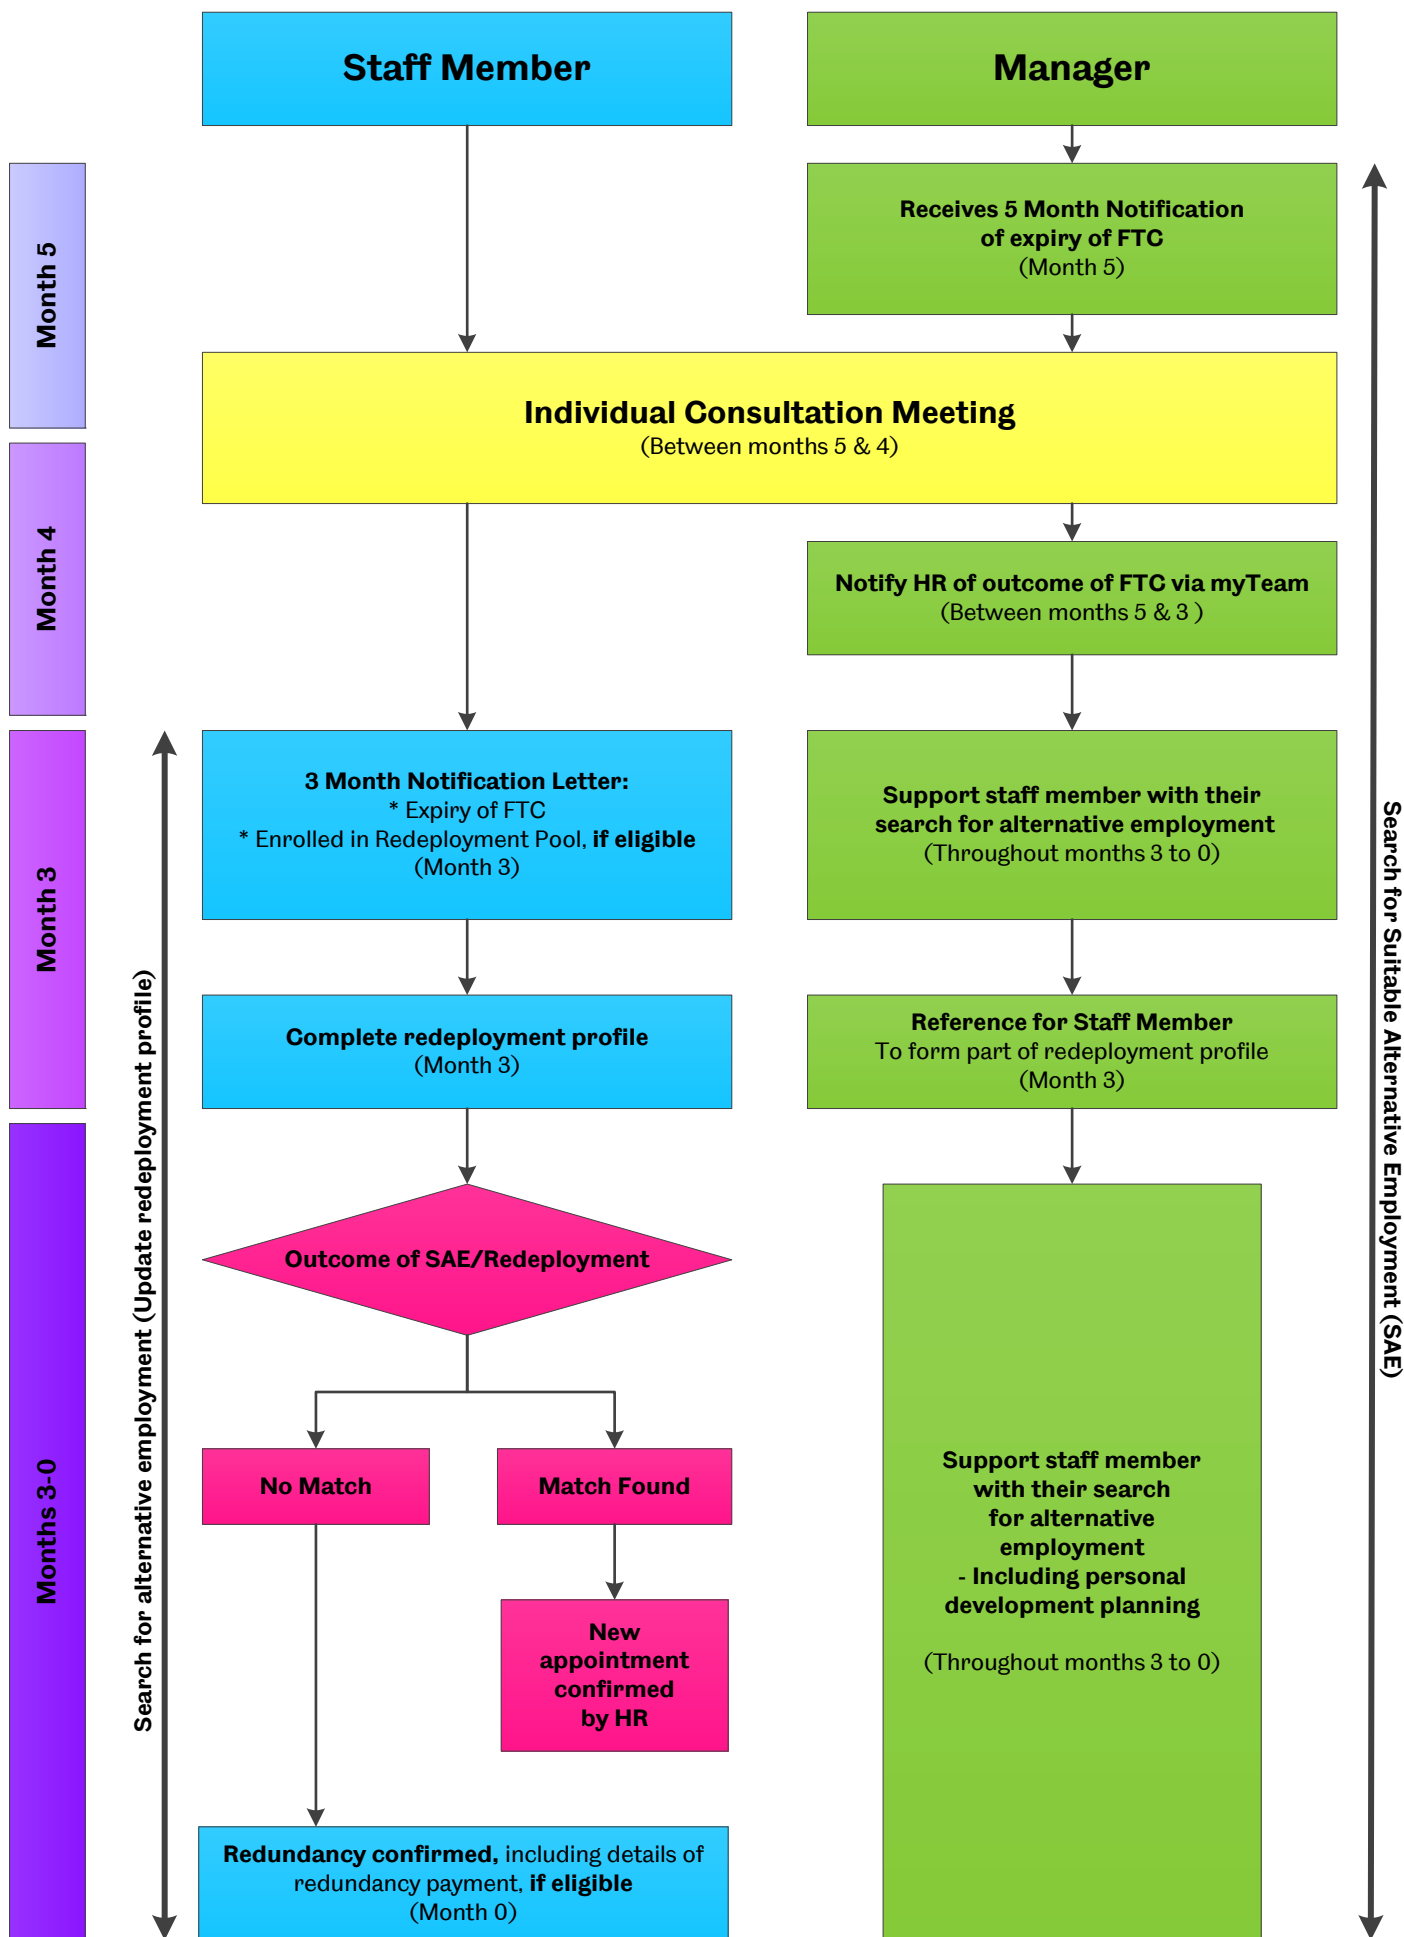 Staff Member
Manager
Month 5
Receives 5 Month Notification
of expiry of FTC
(Month 5)
Individual Consultation Meeting
(Between months 5 & 4)
Month 4
Notify HR of outcome of FTC via myTeam
(Between months 5 & 3 )
Month 3
3 Month Notification Letter:
* Expiry of FTC
* Enrolled in Redeployment Pool, if eligible
(Month 3)
Support staff member with their
search for alternative employment
(Throughout months 3 to 0)
Complete redeployment profile
(Month 3)
Reference for Staff Member
To form part of redeployment profile
(Month 3)
Search for alternative employment (Update redeployment profile)
Search for Suitable Alternative Employment (SAE)
Months 3-0
Outcome of SAE/Redeployment
No Match
Match Found
New
appointment
confirmed
by HR
Support staff member
with their search
for alternative
employment
- Including personal
development planning
(Throughout months 3 to 0)
Redundancy confirmed, including details of
redundancy payment, if eligible
(Month 0)